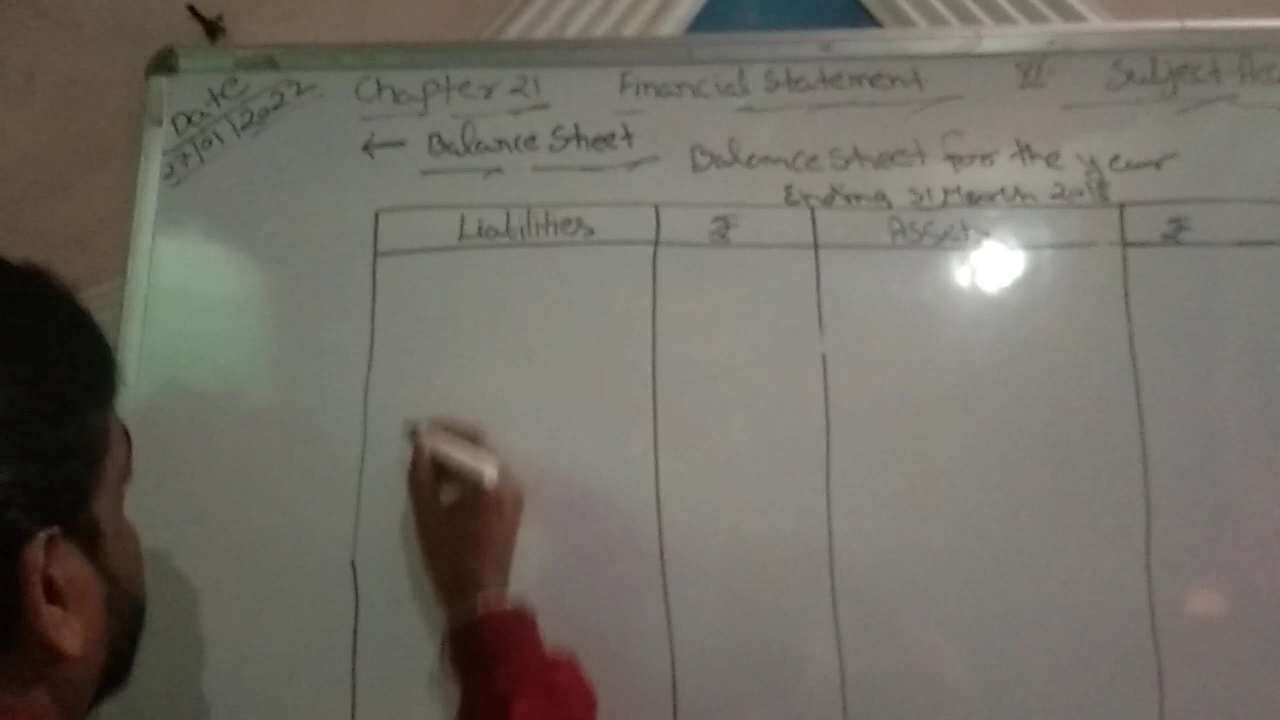 Date
27/01/2022
Chapter 21 Financial Statement XI Subject Acc
← Balance Sheet
Balance Sheet for the year
Ending 31 March
Liabilities ₹ Assets ₹